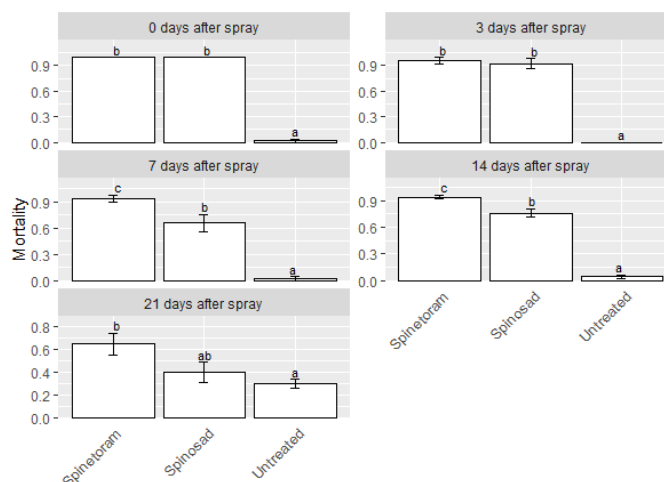 0 days after spray
3 days after spray
b b a
b b a
0.9
0.6
0.3
0.0
0.9
0.6
0.3
0.0
7 days after spray
14 days after spray
c b a
c b a
0.9
0.6
0.3
0.0
0.9
0.6
0.3
0.0
Mortality
21 days after spray
b ab a
0.8
0.6
0.4
0.2
0.0
Spinetoram
Spinosad
Untreated
Spinetoram
Spinosad
Untreated